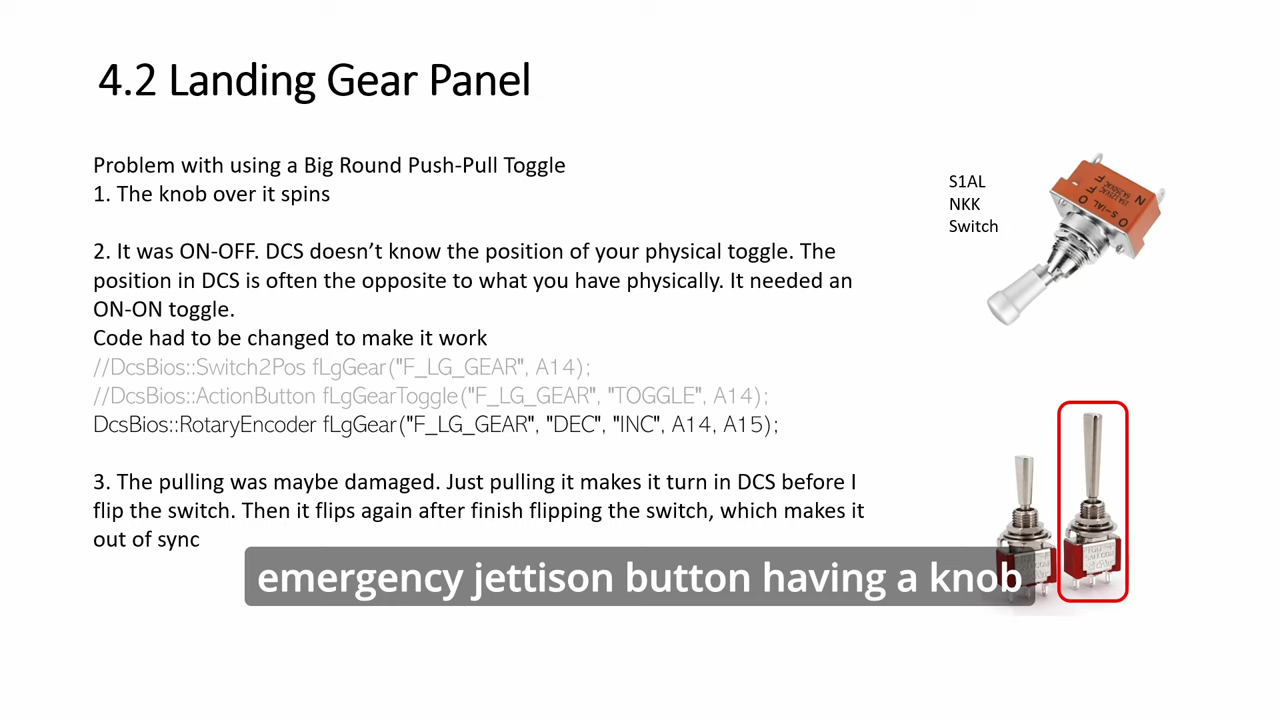 4.2 Landing Gear Panel
Problem with using a Big Round Push-Pull Toggle
1. The knob over it spins
S1AL
NKK
Switch
2. It was ON-OFF. DCS doesn’t know the position of your physical toggle. The
position in DCS is often the opposite to what you have physically. It needed an
ON-ON toggle.
Code had to be changed to make it work
//DcsBios::Switch2Pos fLgGear("F_LG_GEAR", A14);
//DcsBios::ActionButton fLgGearToggle("F_LG_GEAR", "TOGGLE", A14);
DcsBios::RotaryEncoder fLgGear("F_LG_GEAR", "DEC", "INC", A14, A15);
3. The pulling was maybe damaged. Just pulling it makes it turn in DCS before I
flip the switch. Then it flips again after finish flipping the switch, which makes it
out of sync
emergency jettison button having a knob